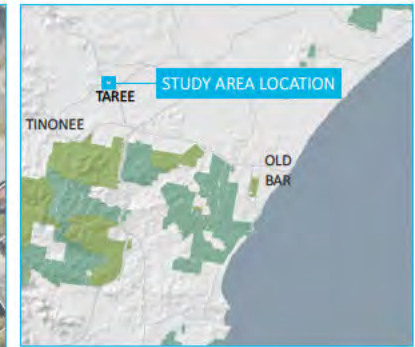 STUDY AREA LOCATION
TAREE
TINONEE
OLD
BAR